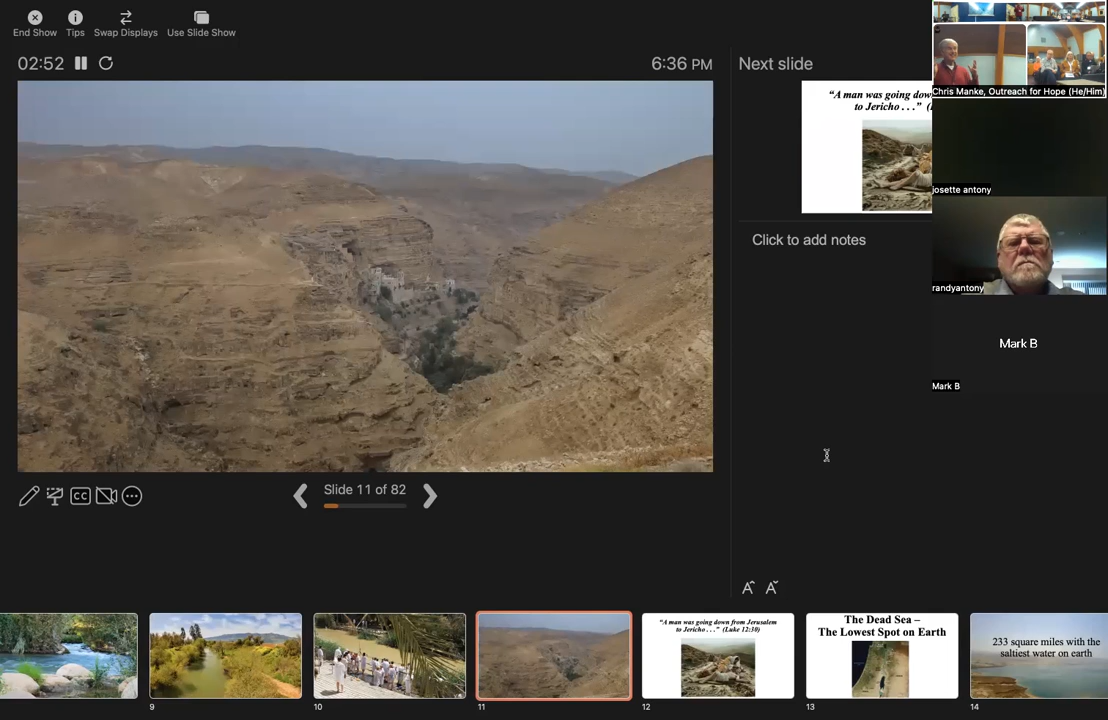 End Show
Tips
Swap Displays
Use Slide Show
02:52
6:36 PM
Next slide
"A man was going dow
to Jericho . . ."
Click to add notes
Chris Manke, Outreach for Hope (He/Him)
josette antony
randyantony
Mark B
Mark B
CC
Slide 11 of 82
"A man was going down from Jerusalem
to Jericho . . ." (Luke 12:30)
The Dead Sea –
The Lowest Spot on Earth
233 square miles with the
saltiest water on earth
9
10
11
12
13
14